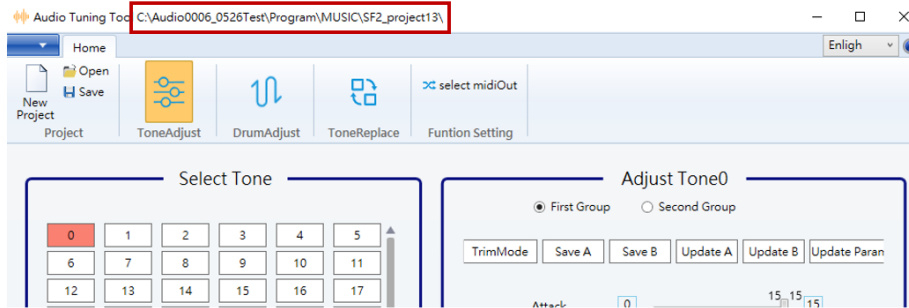 Audio Tuning Too C:\Audio0006_0526Test\Program\MUSIC\SF2_project13\
Home
Enligh
New Project
Open
Save
ToneAdjust
DrumAdjust
ToneReplace
select midiOut
Project
Funtion Setting
Select Tone
0 1 2 3 4 5
6 7 8 9 10 11
12 13 14 15 16 17
Adjust Tone0
First Group Second Group
TrimMode Save A Save B Update A Update B Update Param
Attack 0 15 15 15